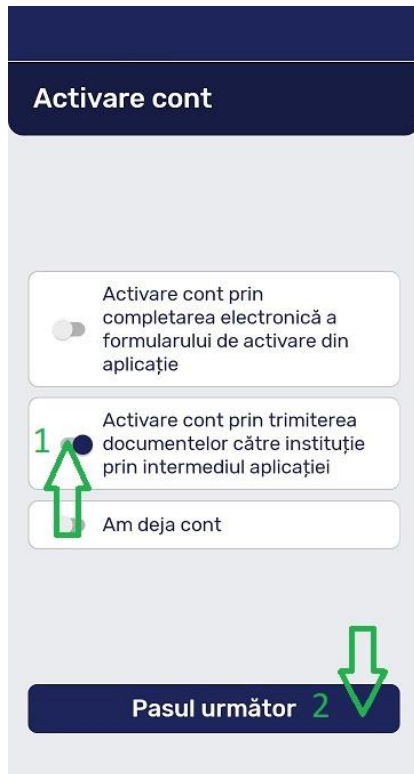 Activare cont
Activare cont prin
completarea electronică a
formularului de activare din
aplicație
Activare cont prin trimiterea
1 documentelor către instituție
prin intermediul aplicației
Am deja cont
Pasul următor 2